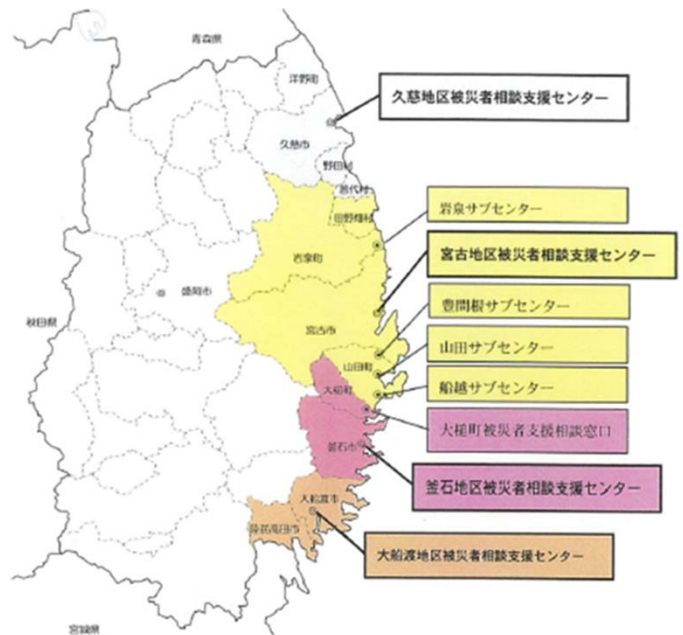 青森県
洋野町
久慈地区被災者相談支援センター
久慈市
野田村
普代村
田野畑村
岩泉サブセンター
岩泉町
宮古地区被災者相談支援センター
盛岡市
豊間根サブセンター
秋田県
宮古市
山田サブセンター
山田町
船越サブセンター
大槌町
大槌町被災者支援相談窓口
釜石市
釜石地区被災者相談支援センター
大船渡市
陸前高田市
大船渡地区被災者相談支援センター
宮城県